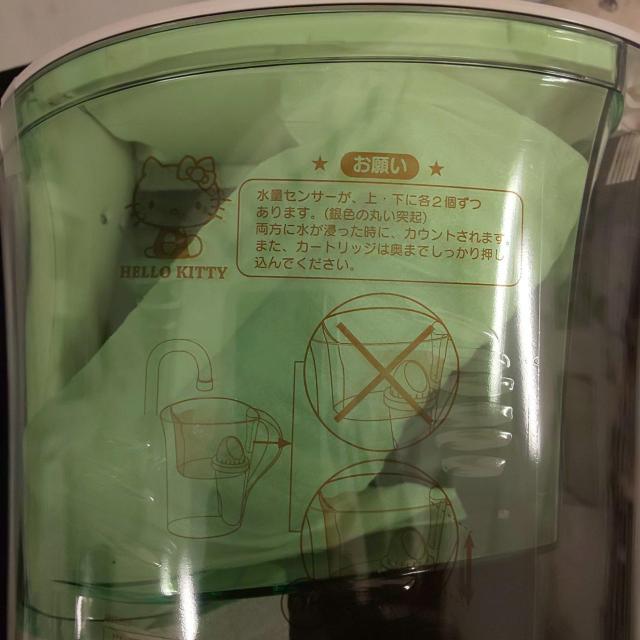 お願い
水量センサーが、上・下に各2個ずつ
あります。(銀色の丸い突起)
両方に水が浸った時に、カウントされます。
また、カートリッジは奥までしっかり押し
込んでください。
HELLO KITTY